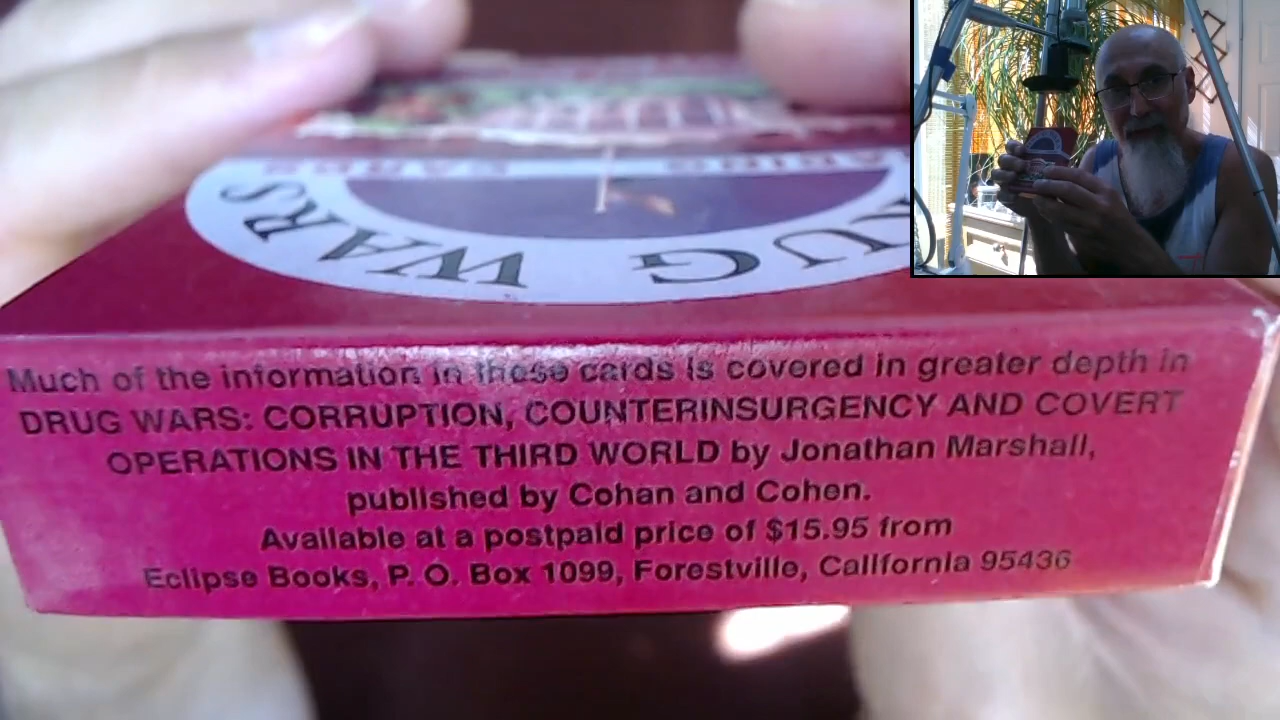 DRUG WARS
Much of the information in these cards is covered in greater depth in
DRUG WARS: CORRUPTION, COUNTERINSURGENCY AND COVERT
OPERATIONS IN THE THIRD WORLD by Jonathan Marshall,
published by Cohan and Cohen.
Available at a postpaid price of $15.95 from
Eclipse Books, P. O. Box 1099, Forestville, California 95436